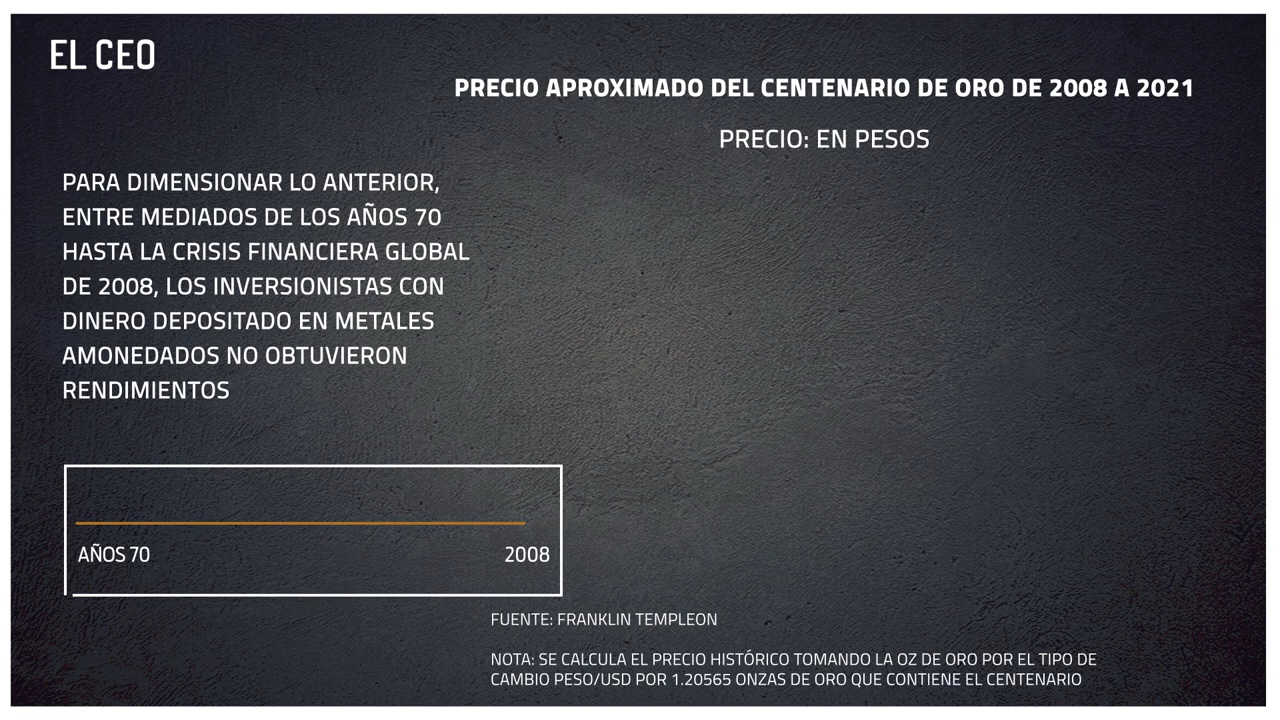 EL CEO
PRECIO APROXIMADO DEL CENTENARIO DE ORO DE 2008 A 2021
PRECIO: EN PESOS
PARA DIMENSIONAR LO ANTERIOR,
ENTRE MEDIADOS DE LOS AÑOS 70
HASTA LA CRISIS FINANCIERA GLOBAL
DE 2008, LOS INVERSIONISTAS CON
DINERO DEPOSITADO EN METALES
AMONEDADOS NO OBTUVIERON
RENDIMIENTOS
AÑOS 70
2008
FUENTE: FRANKLIN TEMPLEON
NOTA: SE CALCULA EL PRECIO HISTÓRICO TOMANDO LA OZ DE ORO POR EL TIPO DE
CAMBIO PESO/USD POR 1.20565 ONZAS DE ORO QUE CONTIENE EL CENTENARIO